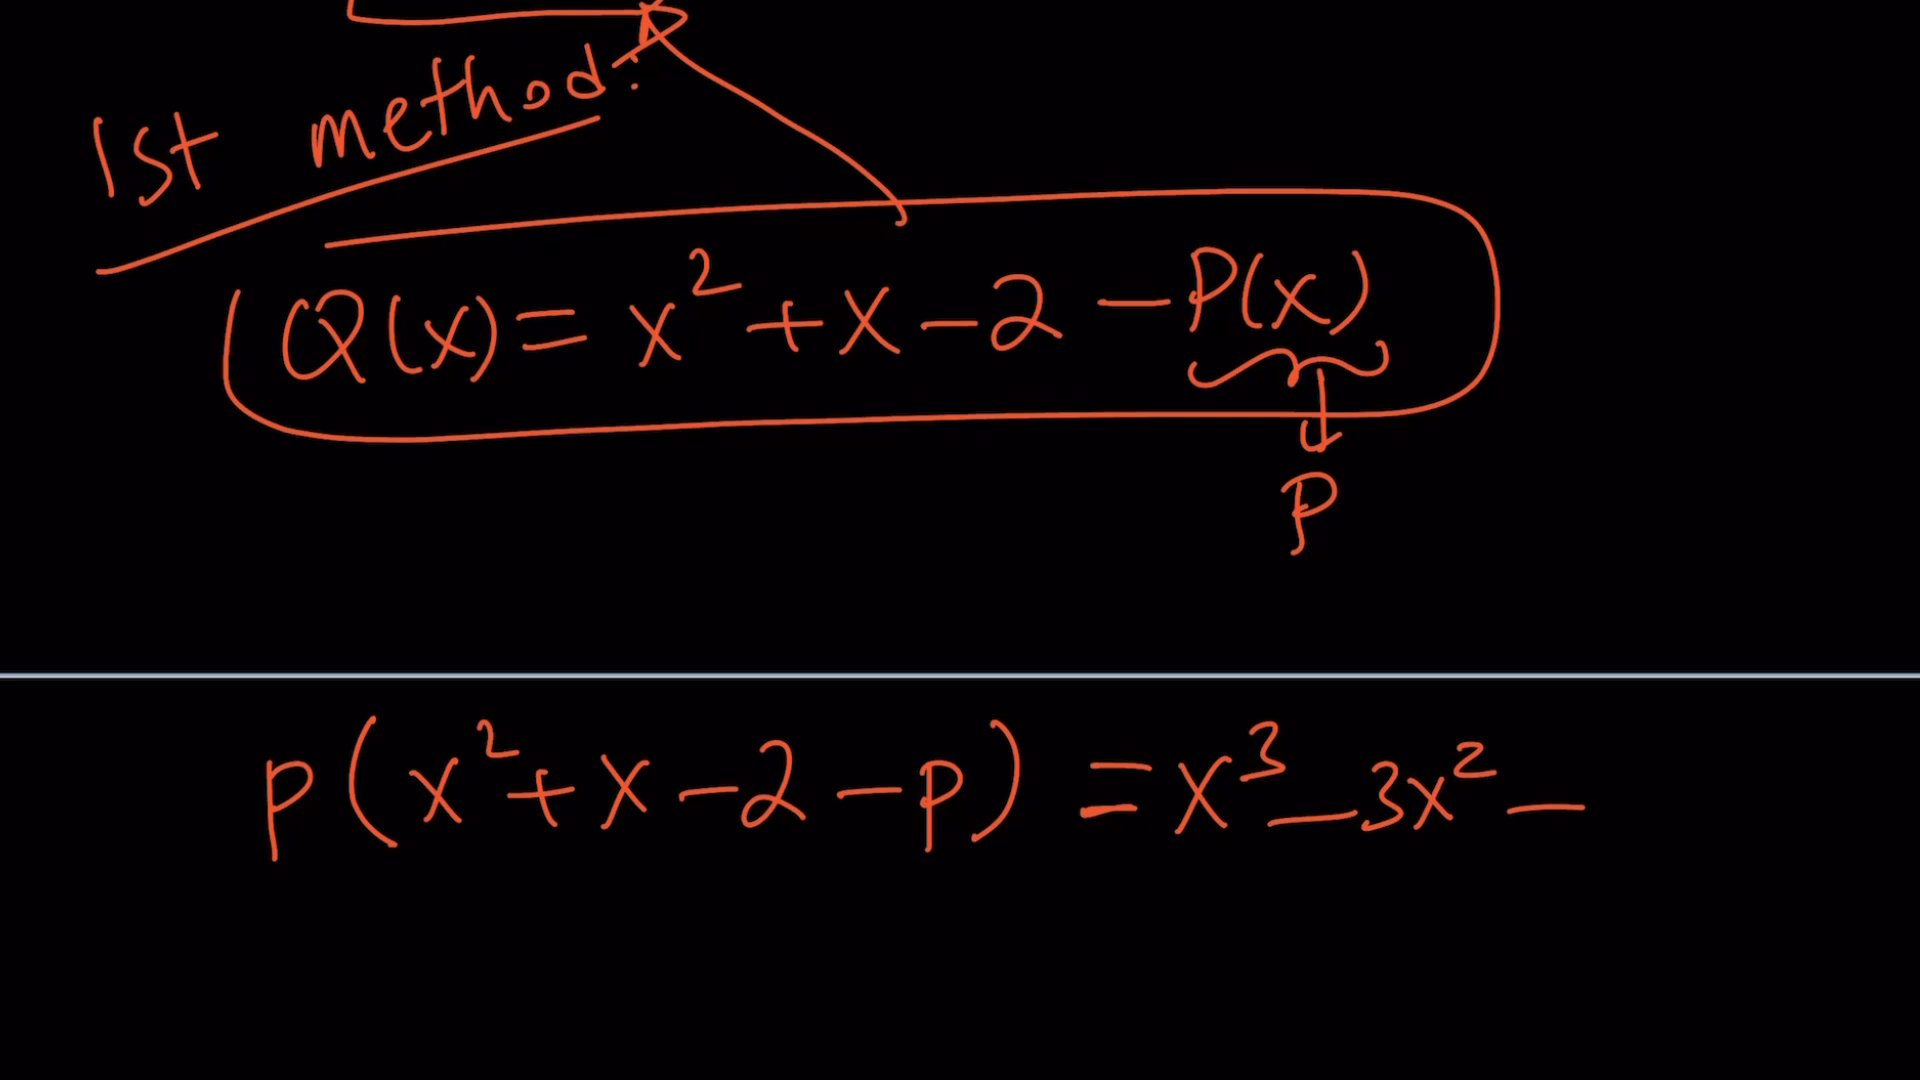 1st method:
Q(x) = x² + x - 2 - P(x)
P
P(x² + x - 2 - P) = x³ - 3x² -